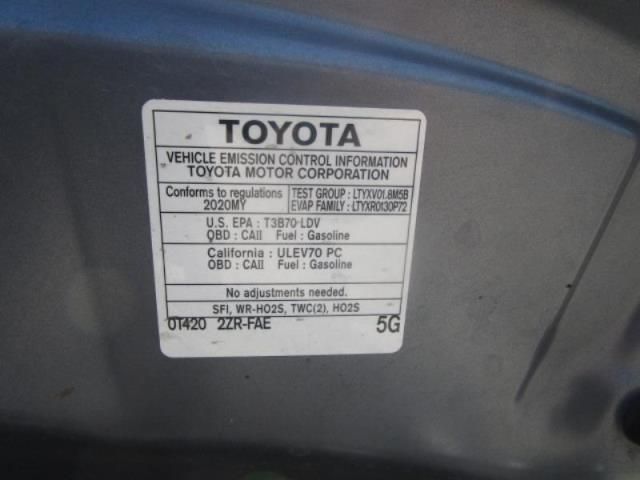 TOYOTA
VEHICLE EMISSION CONTROL INFORMATION
TOYOTA MOTOR CORPORATION
Conforms to regulations
2020MY
TEST GROUP : LTYXV01.8M5B
EVAP FAMILY : LTYXR0130P72
U.S. EPA : T3B70 LDV
OBD : CAII Fuel : Gasoline
California : ULEV70 PC
OBD : CAII Fuel : Gasoline
No adjustments needed.
SFI, WR-HO2S, TWC(2), HO2S
0T420 2ZR-FAE 5G